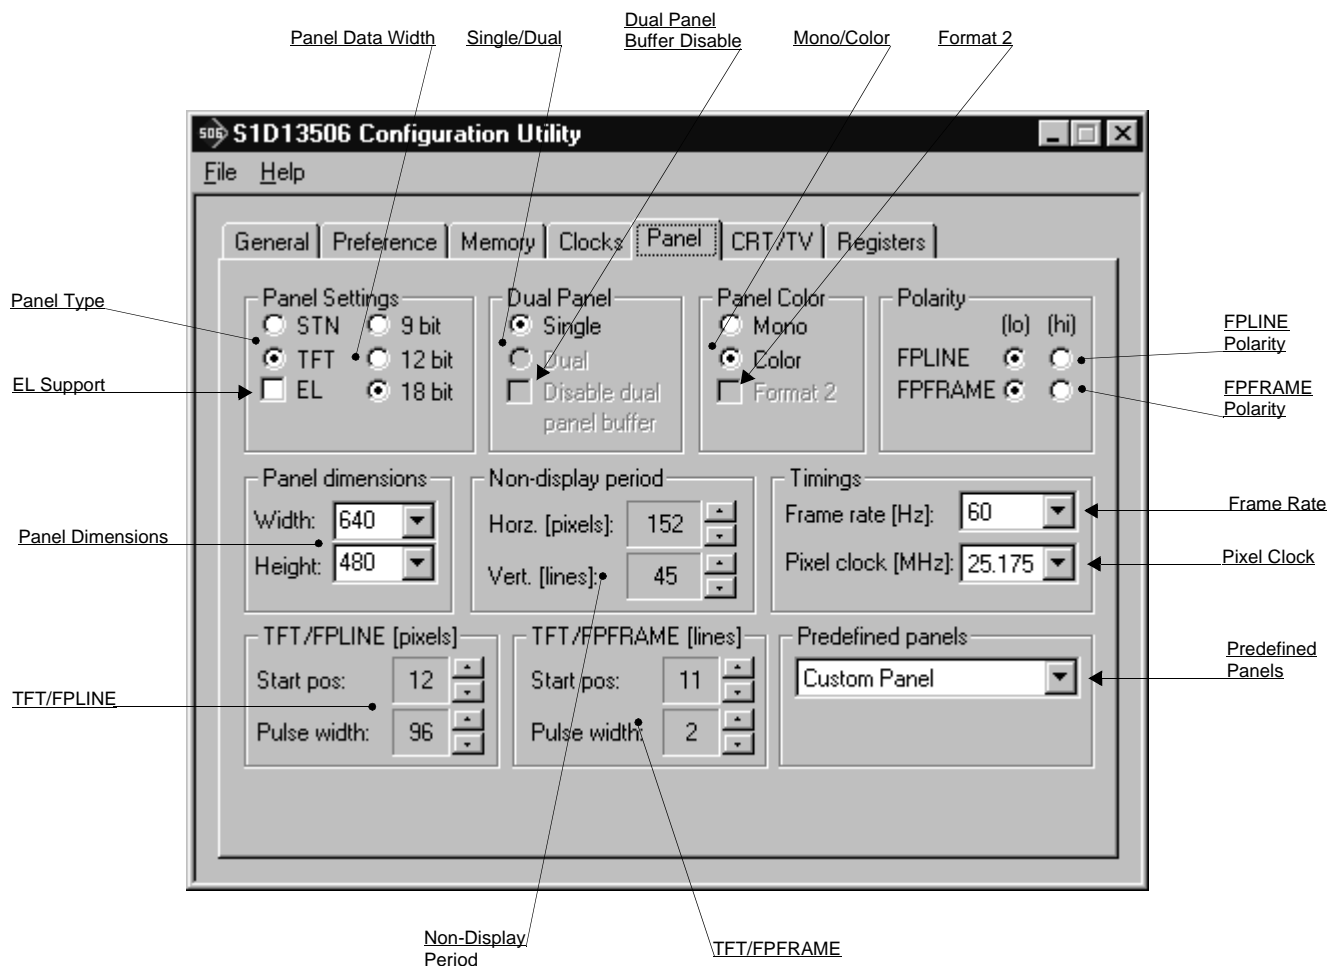 Panel Data Width
Single/Dual
Dual Panel
Buffer Disable
Mono/Color
Format 2
506 S1D13506 Configuration Utility
File Help
General Preference Memory Clocks Panel CRT/TV Registers
Panel Type
EL Support
Panel Settings
STN 9 bit
TFT 12 bit
EL 18 bit
Dual Panel
Single
Dual
Disable dual
panel buffer
Panel Color
Mono
Color
Format 2
Polarity
(lo) (hi)
FPLINE
FPFRAME
FPLINE
Polarity
FPFRAME
Polarity
Panel Dimensions
Panel dimensions
Width: 640
Height: 480
Non-display period
Horz. [pixels]: 152
Vert. [lines]: 45
Timings
Frame rate [Hz]: 60
Pixel clock [MHz]: 25.175
Frame Rate
Pixel Clock
TFT/FPLINE
TFT/FPLINE [pixels]
Start pos: 12
Pulse width: 96
TFT/FPFRAME [lines]
Start pos: 11
Pulse width: 2
Predefined panels
Custom Panel
Predefined
Panels
Non-Display
Period
TFT/FPFRAME